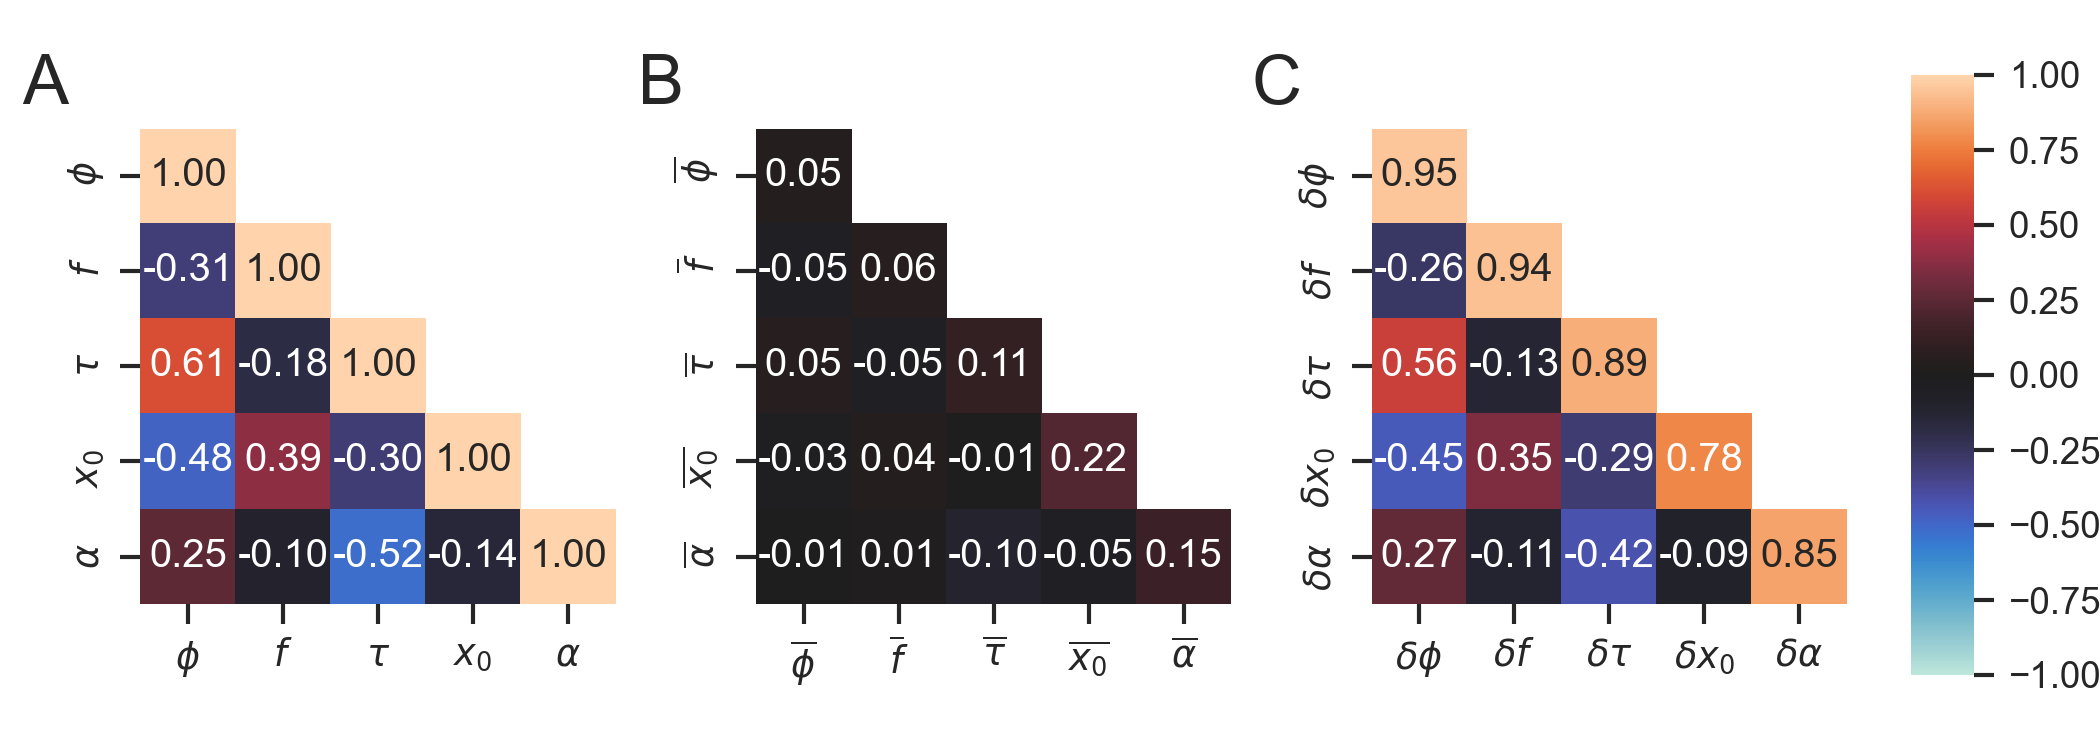 A
B
C
ϕ 1.00
f -0.31 1.00
τ 0.61 -0.18 1.00
x₀ -0.48 0.39 -0.30 1.00
α 0.25 -0.10 -0.52 -0.14 1.00
ϕ f τ x₀ α
ϕ̅ 0.05
f̅ -0.05 0.06
τ̅ 0.05 -0.05 0.11
x̅₀̅ -0.03 0.04 -0.01 0.22
α̅ -0.01 0.01 -0.10 -0.05 0.15
ϕ̅ f̅ τ̅ x̅₀̅ α̅
δϕ 0.95
δf -0.26 0.94
δτ 0.56 -0.13 0.89
δx₀ -0.45 0.35 -0.29 0.78
δα 0.27 -0.11 -0.42 -0.09 0.85
δϕ δf δτ δx₀ δα
1.00
0.75
0.50
0.25
0.00
−0.25
−0.50
−0.75
−1.00